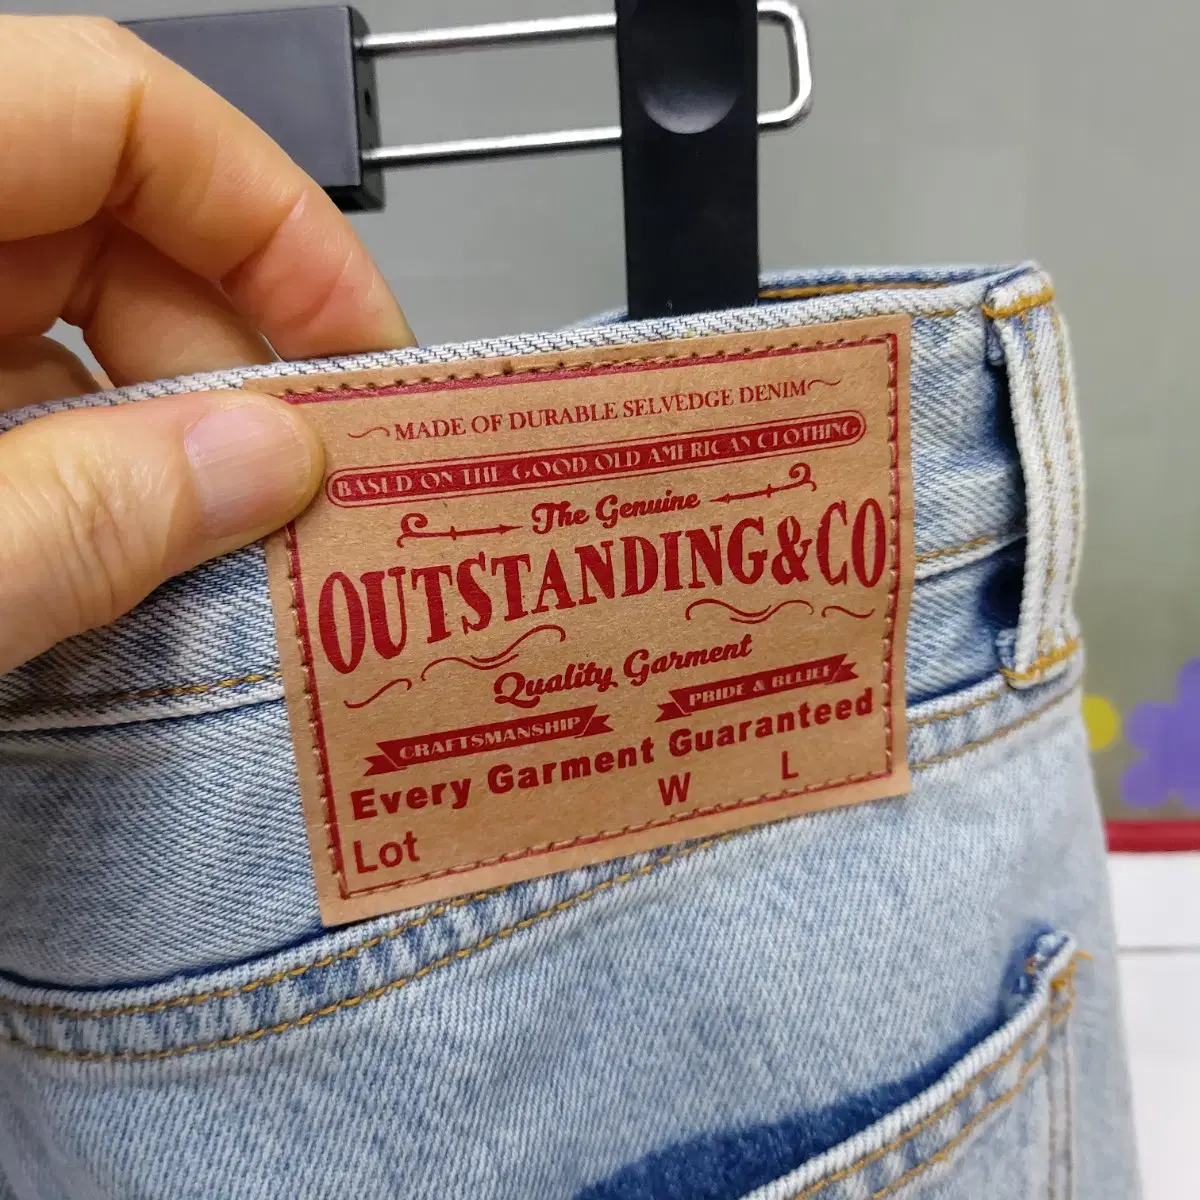 MADE OF DURABLE SELVEDGE DENIM
BASED ON THE GOOD OLD AMERICAN CLOTHING
The Genuine
OUTSTANDING&CO
Quality Garment
CRAFTSMANSHIP PRIDE & BELIEF
Every Garment Guaranteed
Lot W L